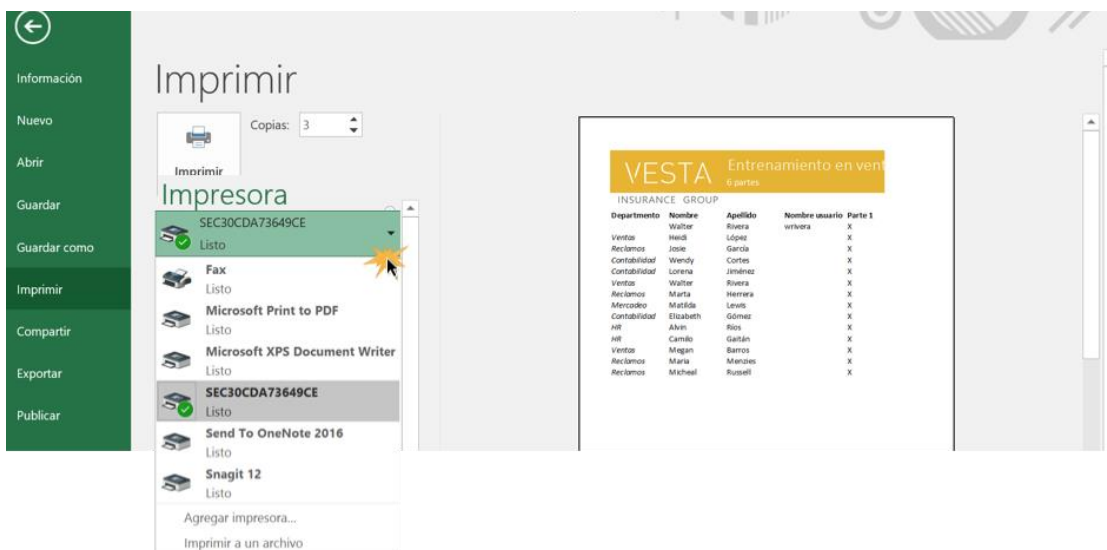 Información
Nuevo
Abrir
Guardar
Guardar como
Imprimir
Compartir
Exportar
Publicar
Imprimir
Copias: 3
Imprimir
Impresora
SEC30CDA73649CE
Listo
Fax
Listo
Microsoft Print to PDF
Listo
Microsoft XPS Document Writer
Listo
SEC30CDA73649CE
Listo
Send To OneNote 2016
Listo
Snagit 12
Listo
Agregar impresora...
Imprimir a un archivo
VESTA
INSURANCE GROUP
Entrenamiento en vent
6 partes
Departmento Nombre Apellido Nombre usuario Parte 1
Walter Rivera wrivera X
Ventas Heidi López X
Reclamos Josie García X
Contabilidad Wendy Cortes X
Contabilidad Lorena Jiménez X
Ventas Walter Rivera X
Reclamos Marta Herrera X
Mercadeo Matilda Lewis X
Contabilidad Elizabeth Gómez X
HR Alvin Ríos X
HR Camilo Gaitán X
Ventas Megan Barros X
Reclamos Maria Menzies X
Reclamos Micheal Russell X